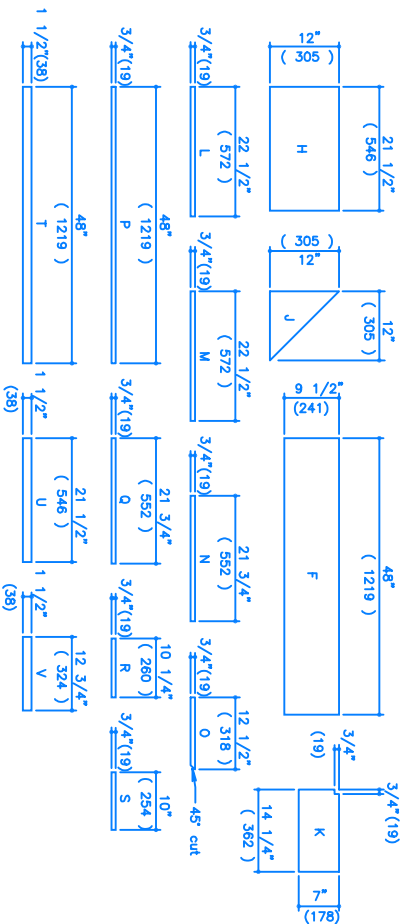 12"
( 305 )
21 1/2"
( 546 )
H
( 305 )
12"
12"
( 305 )
J
9 1/2"
(241)
48"
( 1219 )
F
3/4"
(19)
3/4"(19)
14 1/4"
( 362 )
7"
(178)
K
3/4"(19)
22 1/2"
( 572 )
L
3/4"(19)
22 1/2"
( 572 )
M
3/4"(19)
21 3/4"
( 552 )
N
3/4"(19)
12 1/2"
( 318 )
O
45° cut
3/4"(19)
48"
( 1219 )
P
3/4"(19)
21 3/4"
( 552 )
Q
3/4"(19)
10 1/4"
( 260 )
R
3/4"(19)
10"
( 254 )
S
1 1/2"(38)
48"
( 1219 )
T
1 1/2"
(38)
21 1/2"
( 546 )
U
1 1/2"
(38)
12 3/4"
( 324 )
V